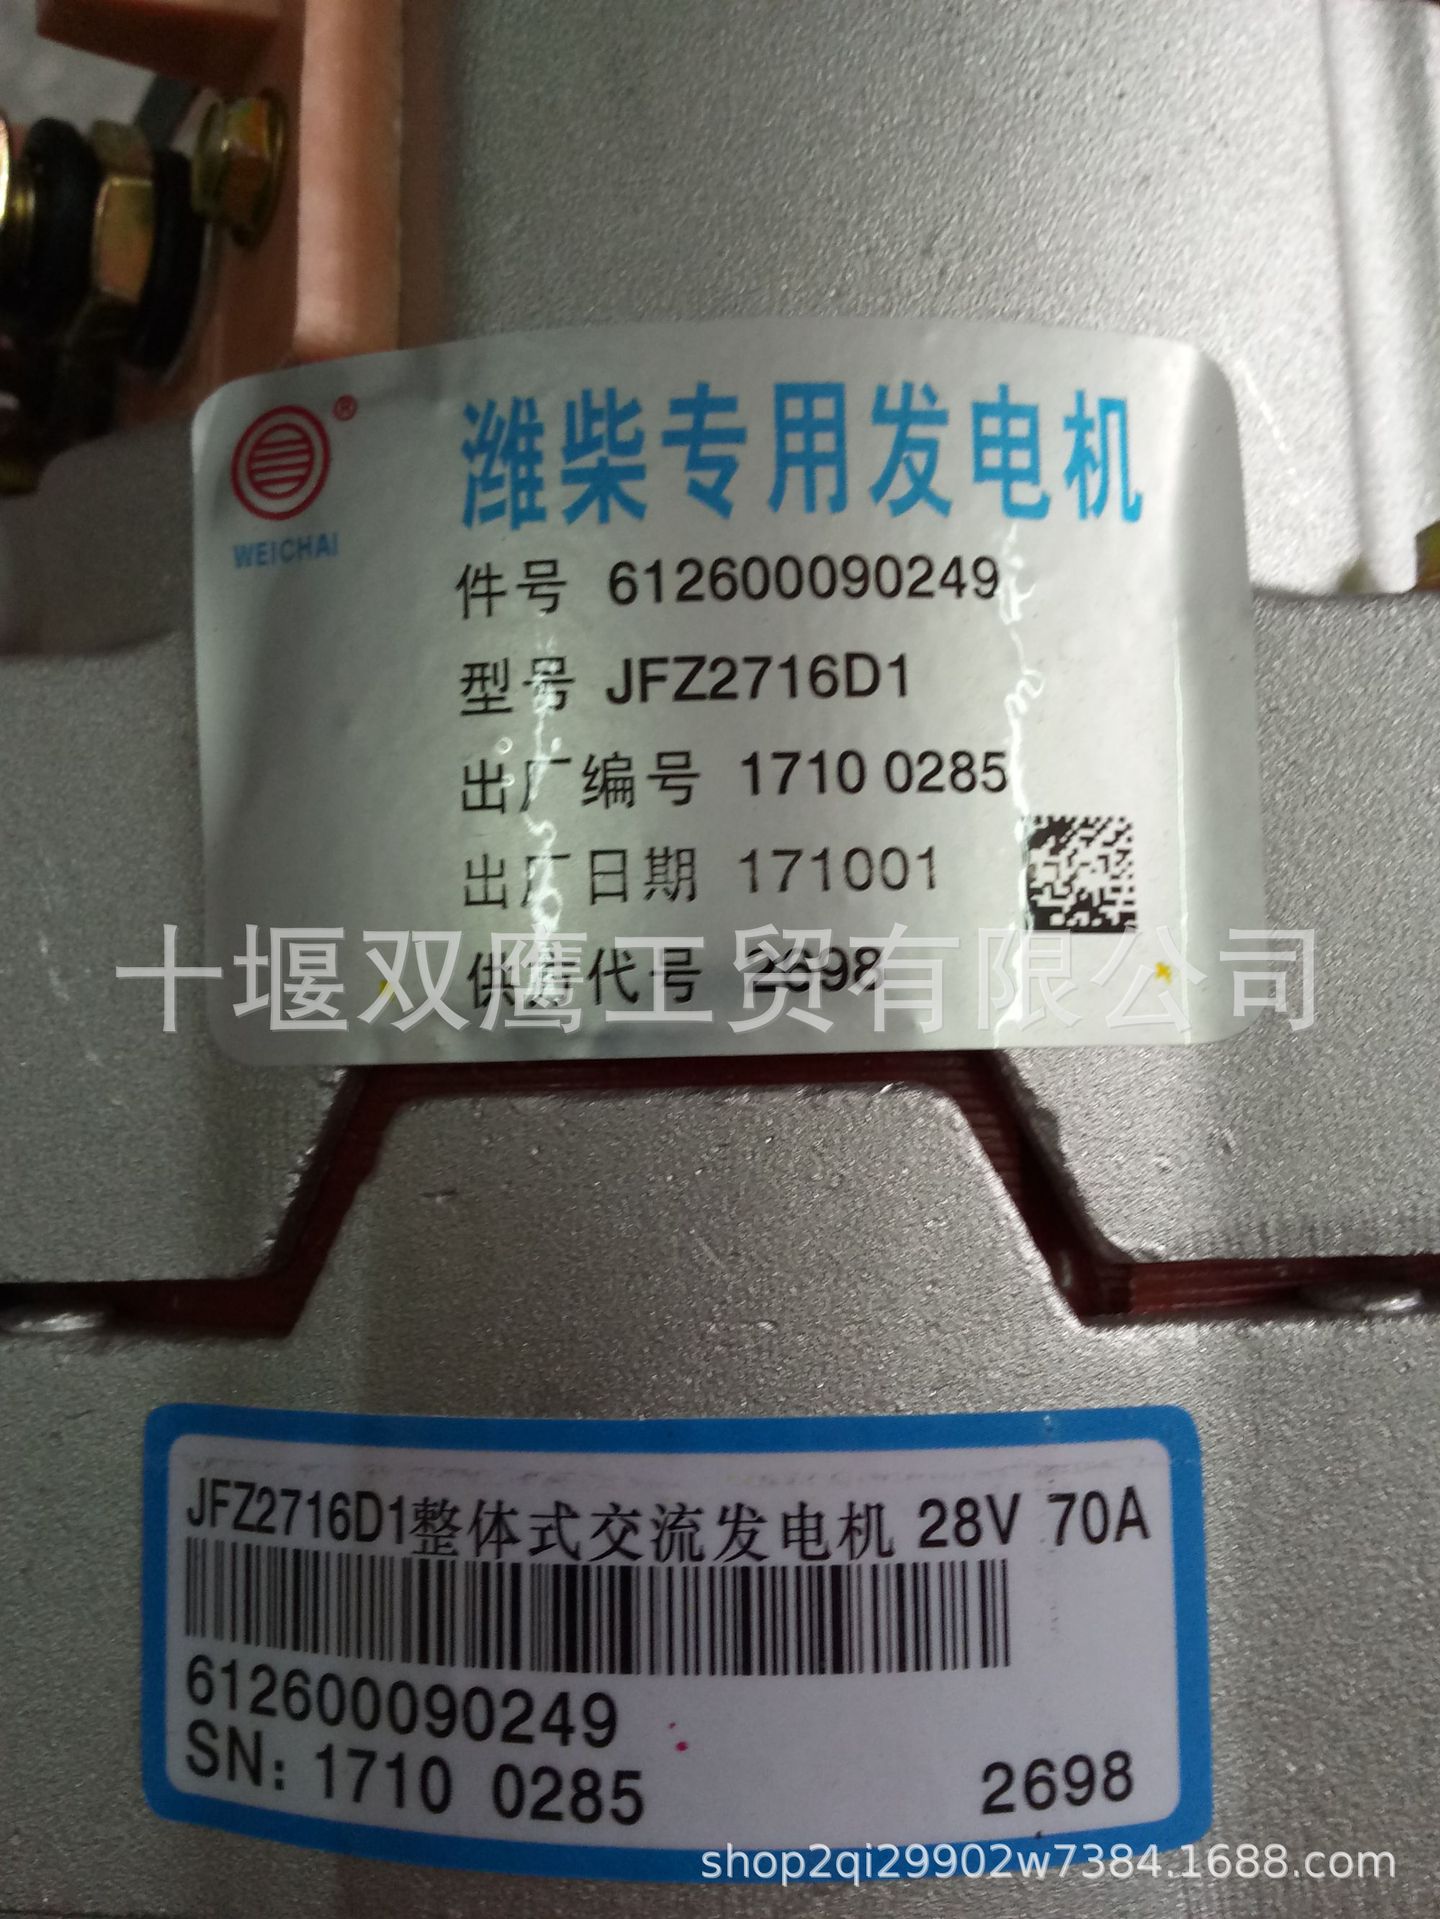 ®
WEICHAI
潍柴专用发电机
件号 612600090249
型号 JFZ2716D1
出厂编号 1710 0285
出厂日期 171001
供货代号 2698
十堰双鹰工贸有限公司
JFZ2716D1整体式交流发电机 28V 70A
612600090249
SN: 1710 0285
2698
shop2qi29902w7384.1688.com